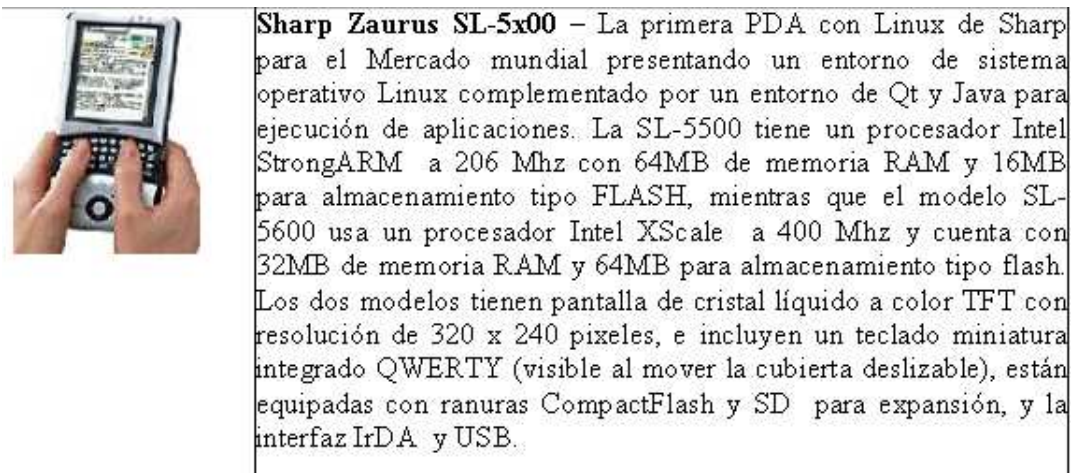 Sharp Zaurus SL-5x00 – La primera PDA con Linux de Sharp
para el Mercado mundial presentando un entorno de sistema
operativo Linux complementado por un entorno de Qt y Java para
ejecución de aplicaciones. La SL-5500 tiene un procesador Intel
StrongARM a 206 Mhz con 64MB de memoria RAM y 16MB
para almacenamiento tipo FLASH, mientras que el modelo SL-
5600 usa un procesador Intel XScale a 400 Mhz y cuenta con
32MB de memoria RAM y 64MB para almacenamiento tipo flash.
Los dos modelos tienen pantalla de cristal líquido a color TFT con
resolución de 320 x 240 pixeles, e incluyen un teclado miniatura
integrado QWERTY (visible al mover la cubierta deslizable), están
equipadas con ranuras CompactFlash y SD para expansión, y la
interfaz IrDA y USB.